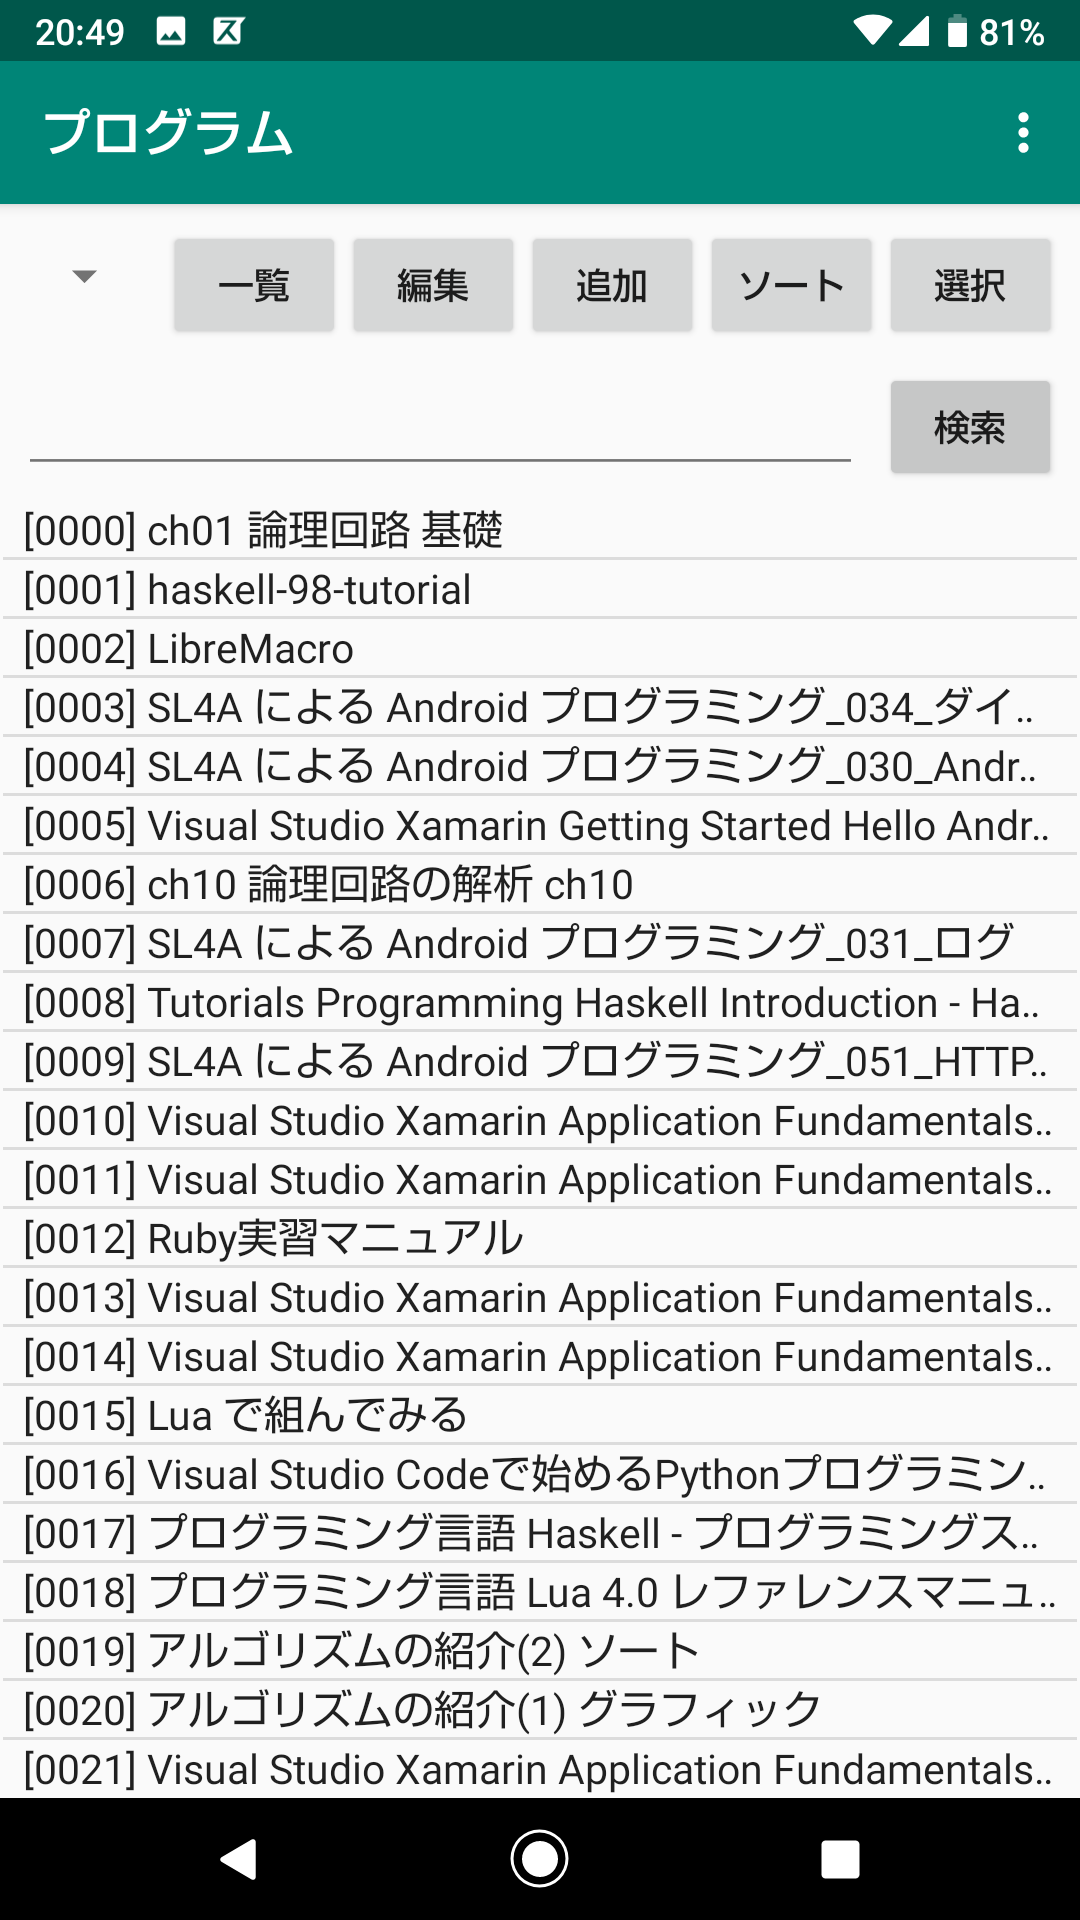 20:49 81%
プログラム
一覧 編集 追加 ソート 選択
検索
[0000] ch01 論理回路 基礎
[0001] haskell-98-tutorial
[0002] LibreMacro
[0003] SL4A による Android プログラミング_034_ダイ..
[0004] SL4A による Android プログラミング_030_Andr..
[0005] Visual Studio Xamarin Getting Started Hello Andr..
[0006] ch10 論理回路の解析 ch10
[0007] SL4A による Android プログラミング_031_ログ
[0008] Tutorials Programming Haskell Introduction - Ha..
[0009] SL4A による Android プログラミング_051_HTTP..
[0010] Visual Studio Xamarin Application Fundamentals..
[0011] Visual Studio Xamarin Application Fundamentals..
[0012] Ruby実習マニュアル
[0013] Visual Studio Xamarin Application Fundamentals..
[0014] Visual Studio Xamarin Application Fundamentals..
[0015] Lua で組んでみる
[0016] Visual Studio Codeで始めるPythonプログラミン..
[0017] プログラミング言語 Haskell - プログラミングス..
[0018] プログラミング言語 Lua 4.0 レファレンスマニュ..
[0019] アルゴリズムの紹介(2) ソート
[0020] アルゴリズムの紹介(1) グラフィック
[0021] Visual Studio Xamarin Application Fundamentals..